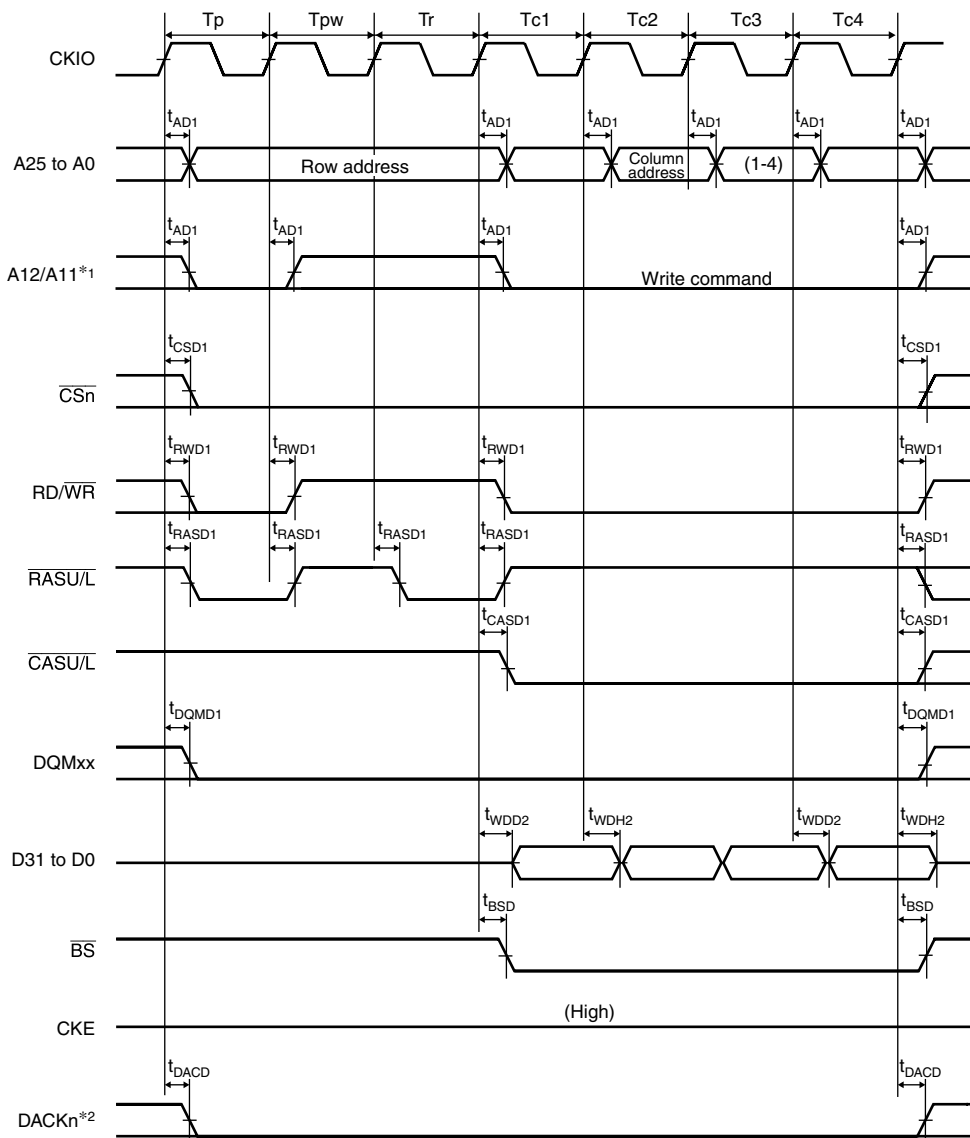 Tp Tpw Tr Tc1 Tc2 Tc3 Tc4
CKIO
tAD1 tAD1 tAD1 tAD1 tAD1 tAD1
A25 to A0 Row address Column address (1-4)
tAD1 tAD1 tAD1 tAD1
A12/A11*1 Write command
tCSD1 tCSD1
CSn
tRWD1 tRWD1 tRWD1 tRWD1
RD/WR
tRASD1 tRASD1 tRASD1 tRASD1 tRASD1
RASU/L
tCASD1 tCASD1
CASU/L
tDQMD1 tDQMD1
DQMxx
tWDD2 tWDH2 tWDD2 tWDH2
D31 to D0
tBSD tBSD
BS
(High)
CKE
tDACD tDACD
DACKn*2